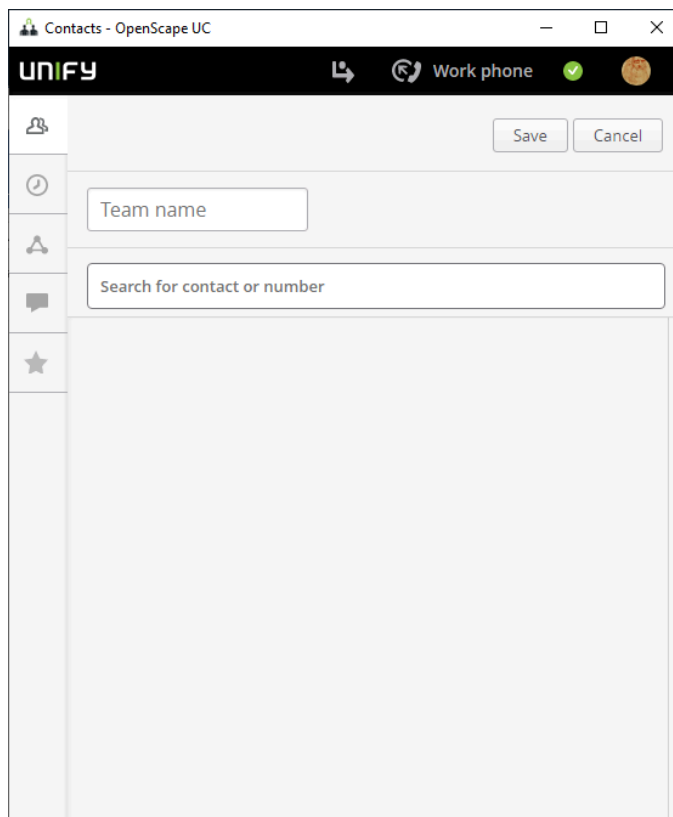 Contacts - OpenScape UC
UNIFY Work phone
Save Cancel
Team name
Search for contact or number